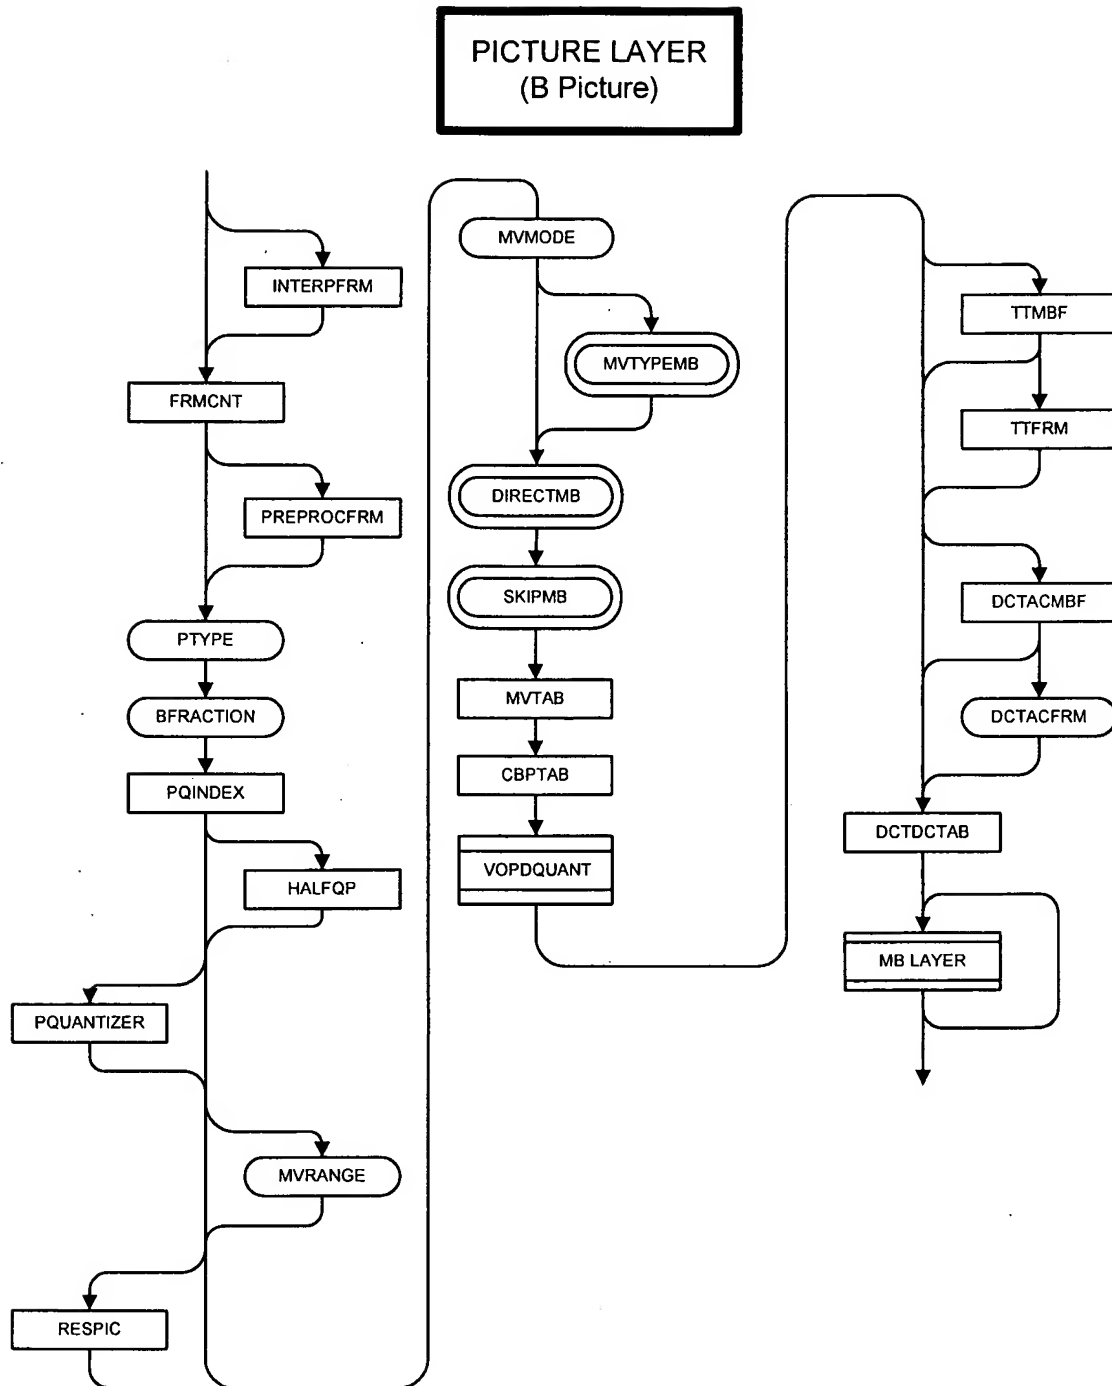 PICTURE LAYER
(B Picture)
INTERPFRM
FRMCNT
PREPROCFRM
PTYPE
BFRACTION
PQINDEX
HALFQP
PQUANTIZER
MVRANGE
RESPIC
MVMODE
MVTYPEMB
DIRECTMB
SKIPMB
MVTAB
CBPTAB
VOPDQUANT
TTMBF
TTFRM
DCTACMBF
DCTACFRM
DCTDCTAB
MB LAYER